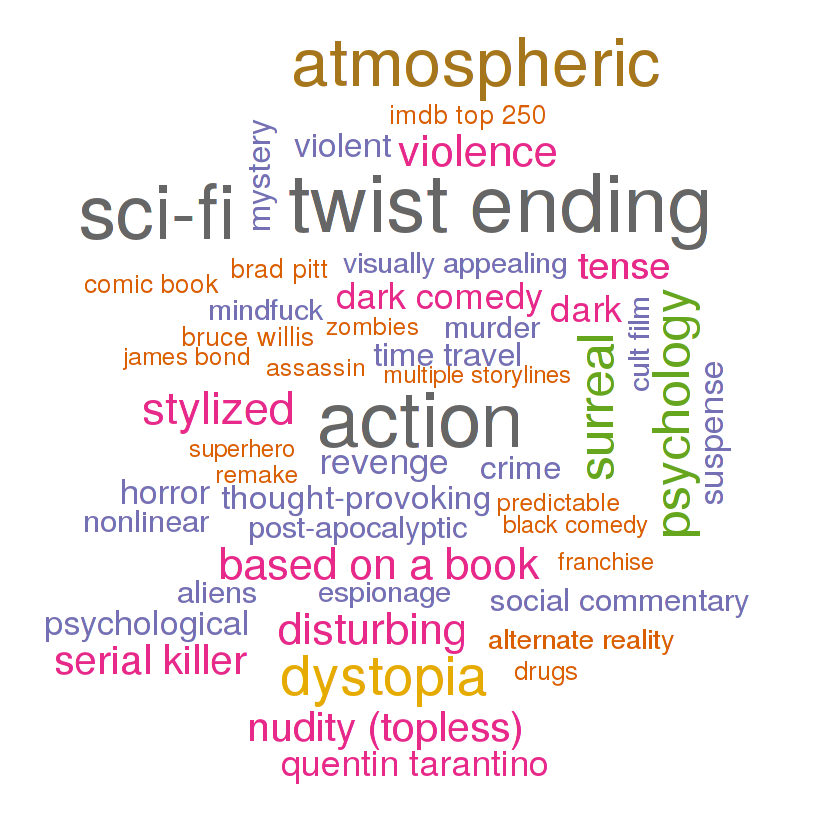 atmospheric
imdb top 250
mystery
violent
violence
sci-fi
twist ending
comic book
brad pitt
visually appealing
tense
mindfuck
dark comedy
dark
bruce willis
zombies
murder
cult film
psychology
james bond
assassin
time travel
multiple storylines
surreal
suspense
stylized
action
superhero
revenge
crime
remake
horror
thought-provoking
predictable
nonlinear
post-apocalyptic
black comedy
based on a book
franchise
aliens
espionage
social commentary
psychological
disturbing
alternate reality
serial killer
dystopia
drugs
nudity (topless)
quentin tarantino